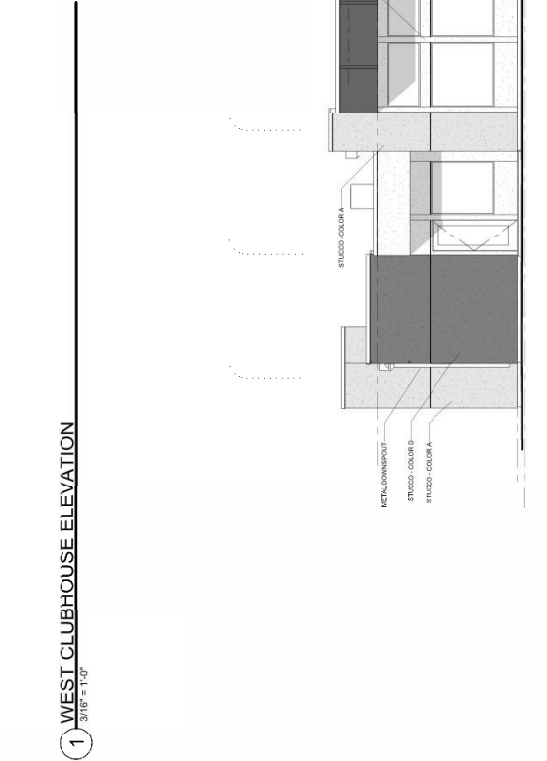 1
WEST CLUBHOUSE ELEVATION
3/16" = 1'-0"
STUCCO -COLOR A
METAL DOWNSPOUT
STUCCO - COLOR D
STUCCO - COLOR A